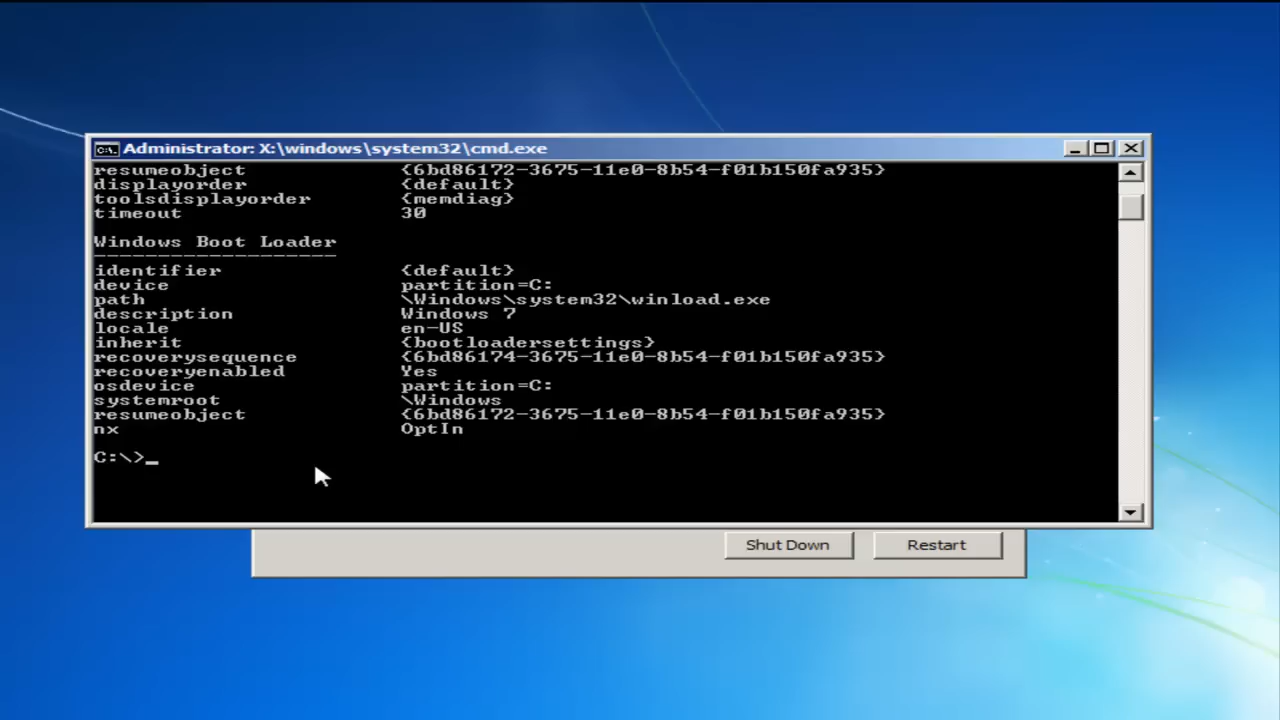 Administrator: X:\windows\system32\cmd.exe
resumeobject {6bd86172-3675-11e0-8b54-f01b150fa935}
displayorder {default}
toolsdisplayorder {memdiag}
timeout 30
Windows Boot Loader
-------------------
identifier {default}
device partition=C:
path \Windows\system32\winload.exe
description Windows 7
locale en-US
inherit {bootloadersettings}
recoverysequence {6bd86174-3675-11e0-8b54-f01b150fa935}
recoveryenabled Yes
osdevice partition=C:
systemroot \Windows
resumeobject {6bd86172-3675-11e0-8b54-f01b150fa935}
nx OptIn
C:\>_
Shut Down Restart